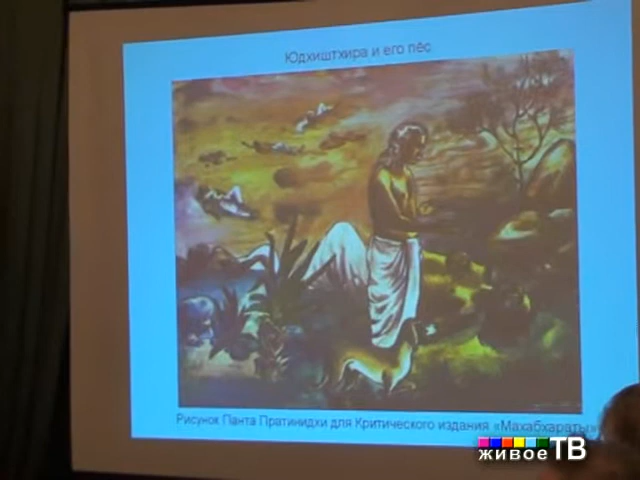 Юдхиштхира и его пёс
Рисунок Панта Пратинидхи для Критического издания «Махабхараты»
живоеТВ